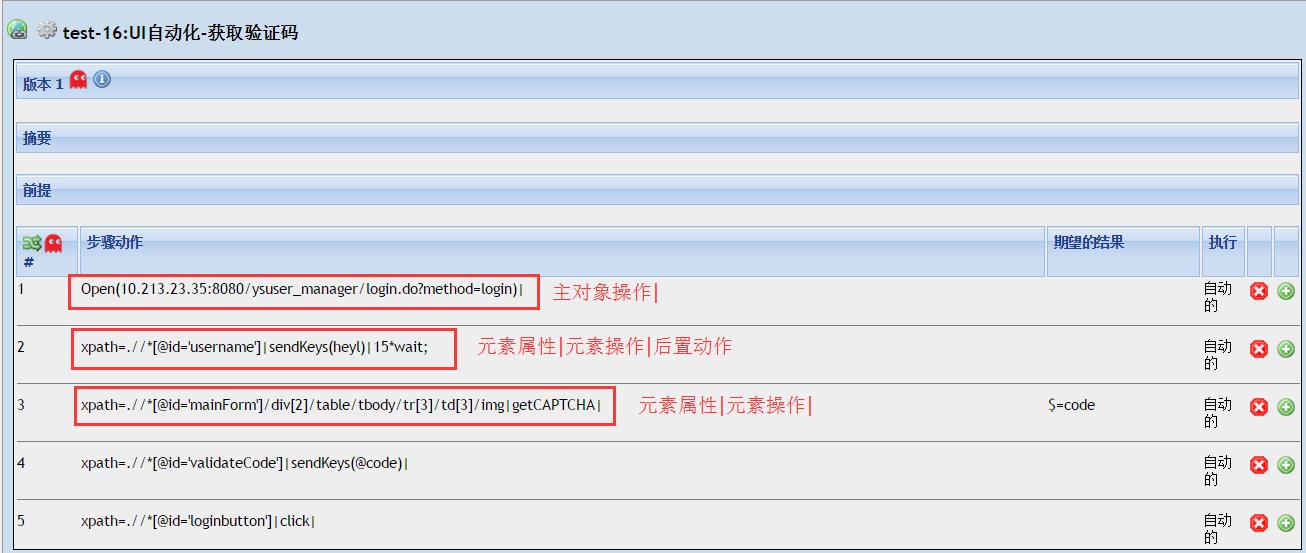 test-16:UI自动化-获取验证码
版本 1
摘要
前提
# 步骤动作 期望的结果 执行
1 Open(10.213.23.35:8080/ysuser_manager/login.do?method=login)| 主对象操作| 自动的
2 xpath=.//*[@id='username']|sendKeys(heyl)|15*wait; 元素属性|元素操作|后置动作 自动的
3 xpath=.//*[@id='mainForm']/div[2]/table/tbody/tr[3]/td[3]/img|getCAPTCHA| 元素属性|元素操作| $=code 自动的
4 xpath=.//*[@id='validateCode']|sendKeys(@code)| 自动的
5 xpath=.//*[@id='loginbutton']|click| 自动的